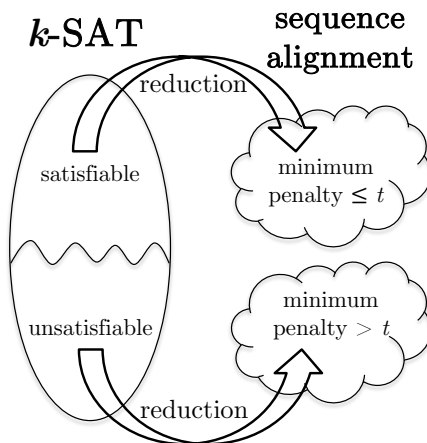 k-SAT
sequence
alignment
reduction
satisfiable
minimum
penalty ≤ t
unsatisfiable
minimum
penalty > t
reduction